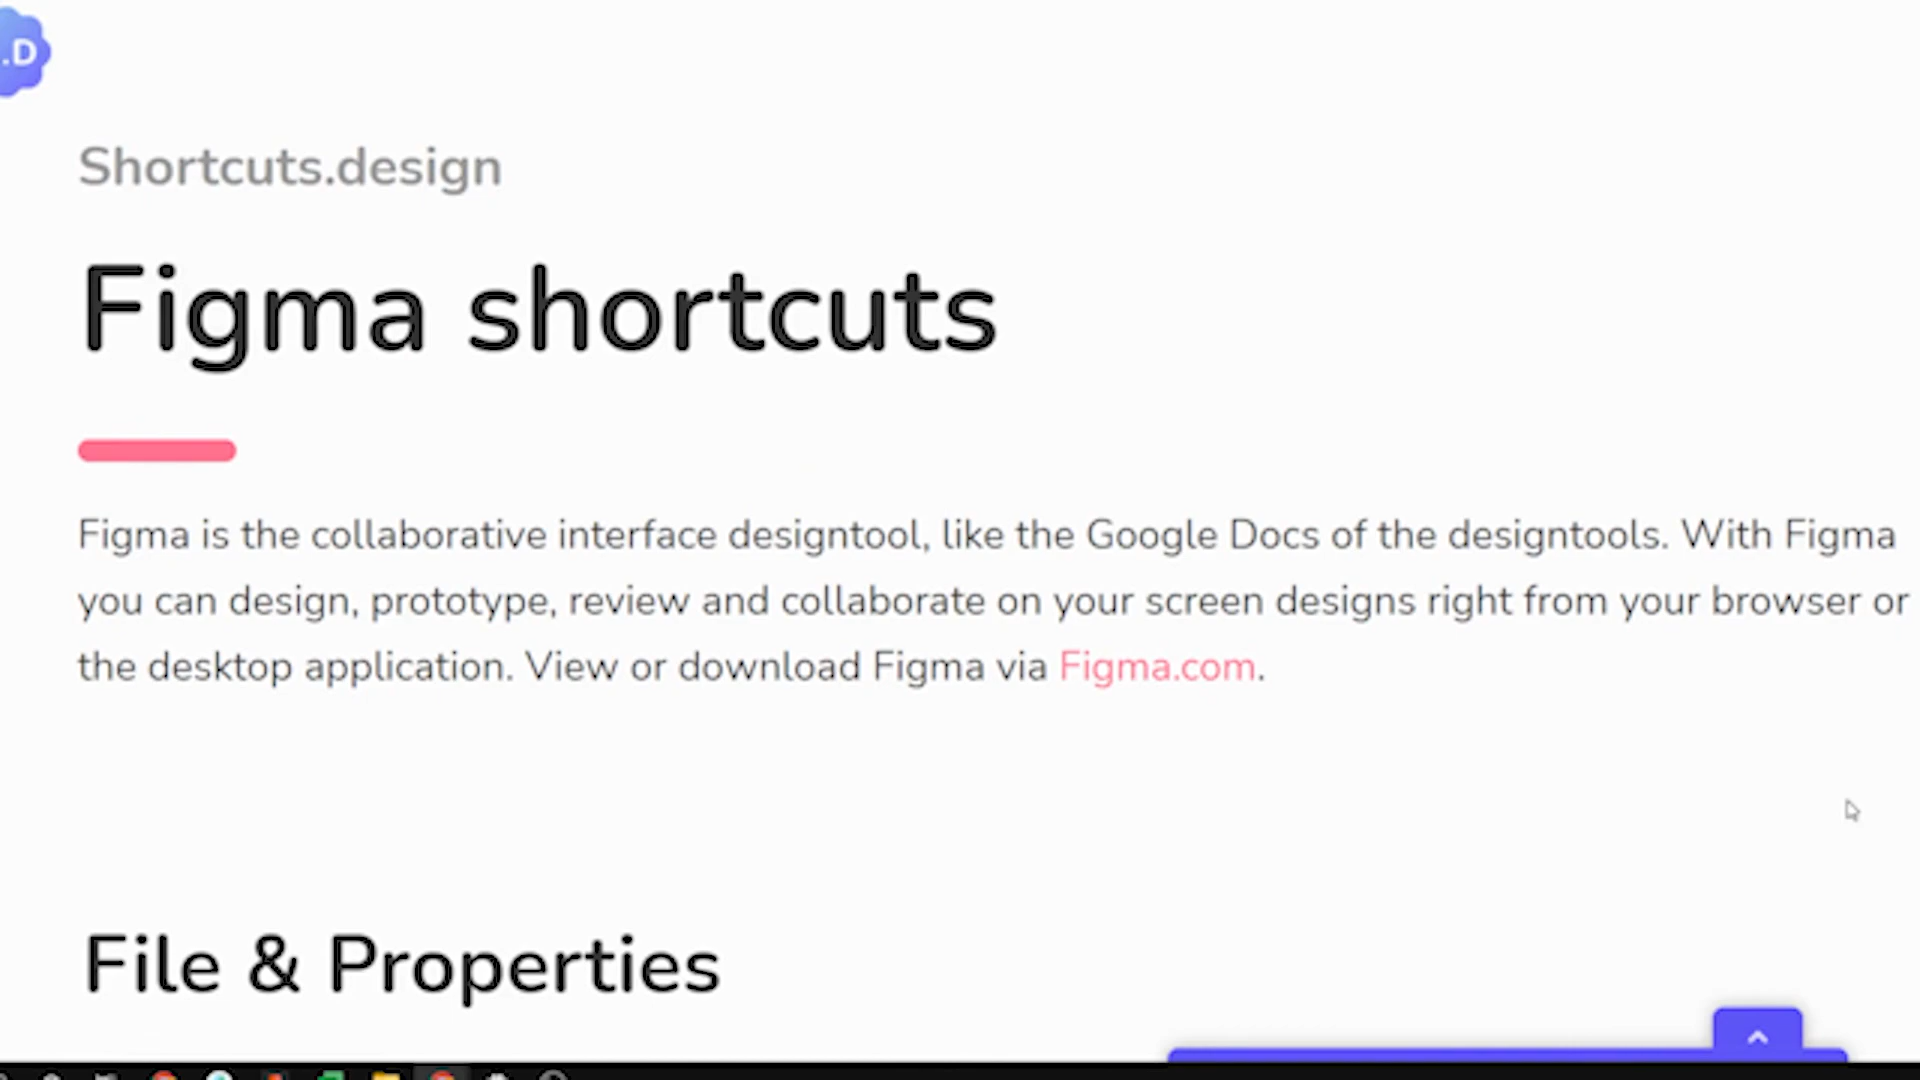 .D
Shortcuts.design
Figma shortcuts
Figma is the collaborative interface designtool, like the Google Docs of the designtools. With Figma
you can design, prototype, review and collaborate on your screen designs right from your browser or
the desktop application. View or download Figma via Figma.com.
File & Properties